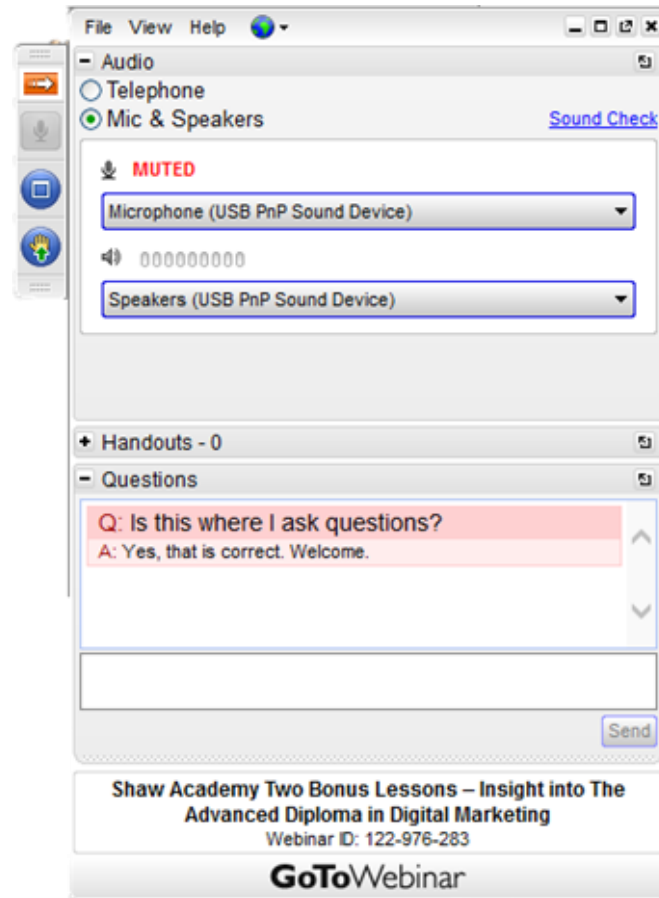 File View Help
Audio
Telephone
Mic & Speakers Sound Check
MUTED
Microphone (USB PnP Sound Device)
Speakers (USB PnP Sound Device)
Handouts - 0
Questions
Q: Is this where I ask questions?
A: Yes, that is correct. Welcome.
Send
Shaw Academy Two Bonus Lessons – Insight into The
Advanced Diploma in Digital Marketing
Webinar ID: 122-976-283
GoToWebinar